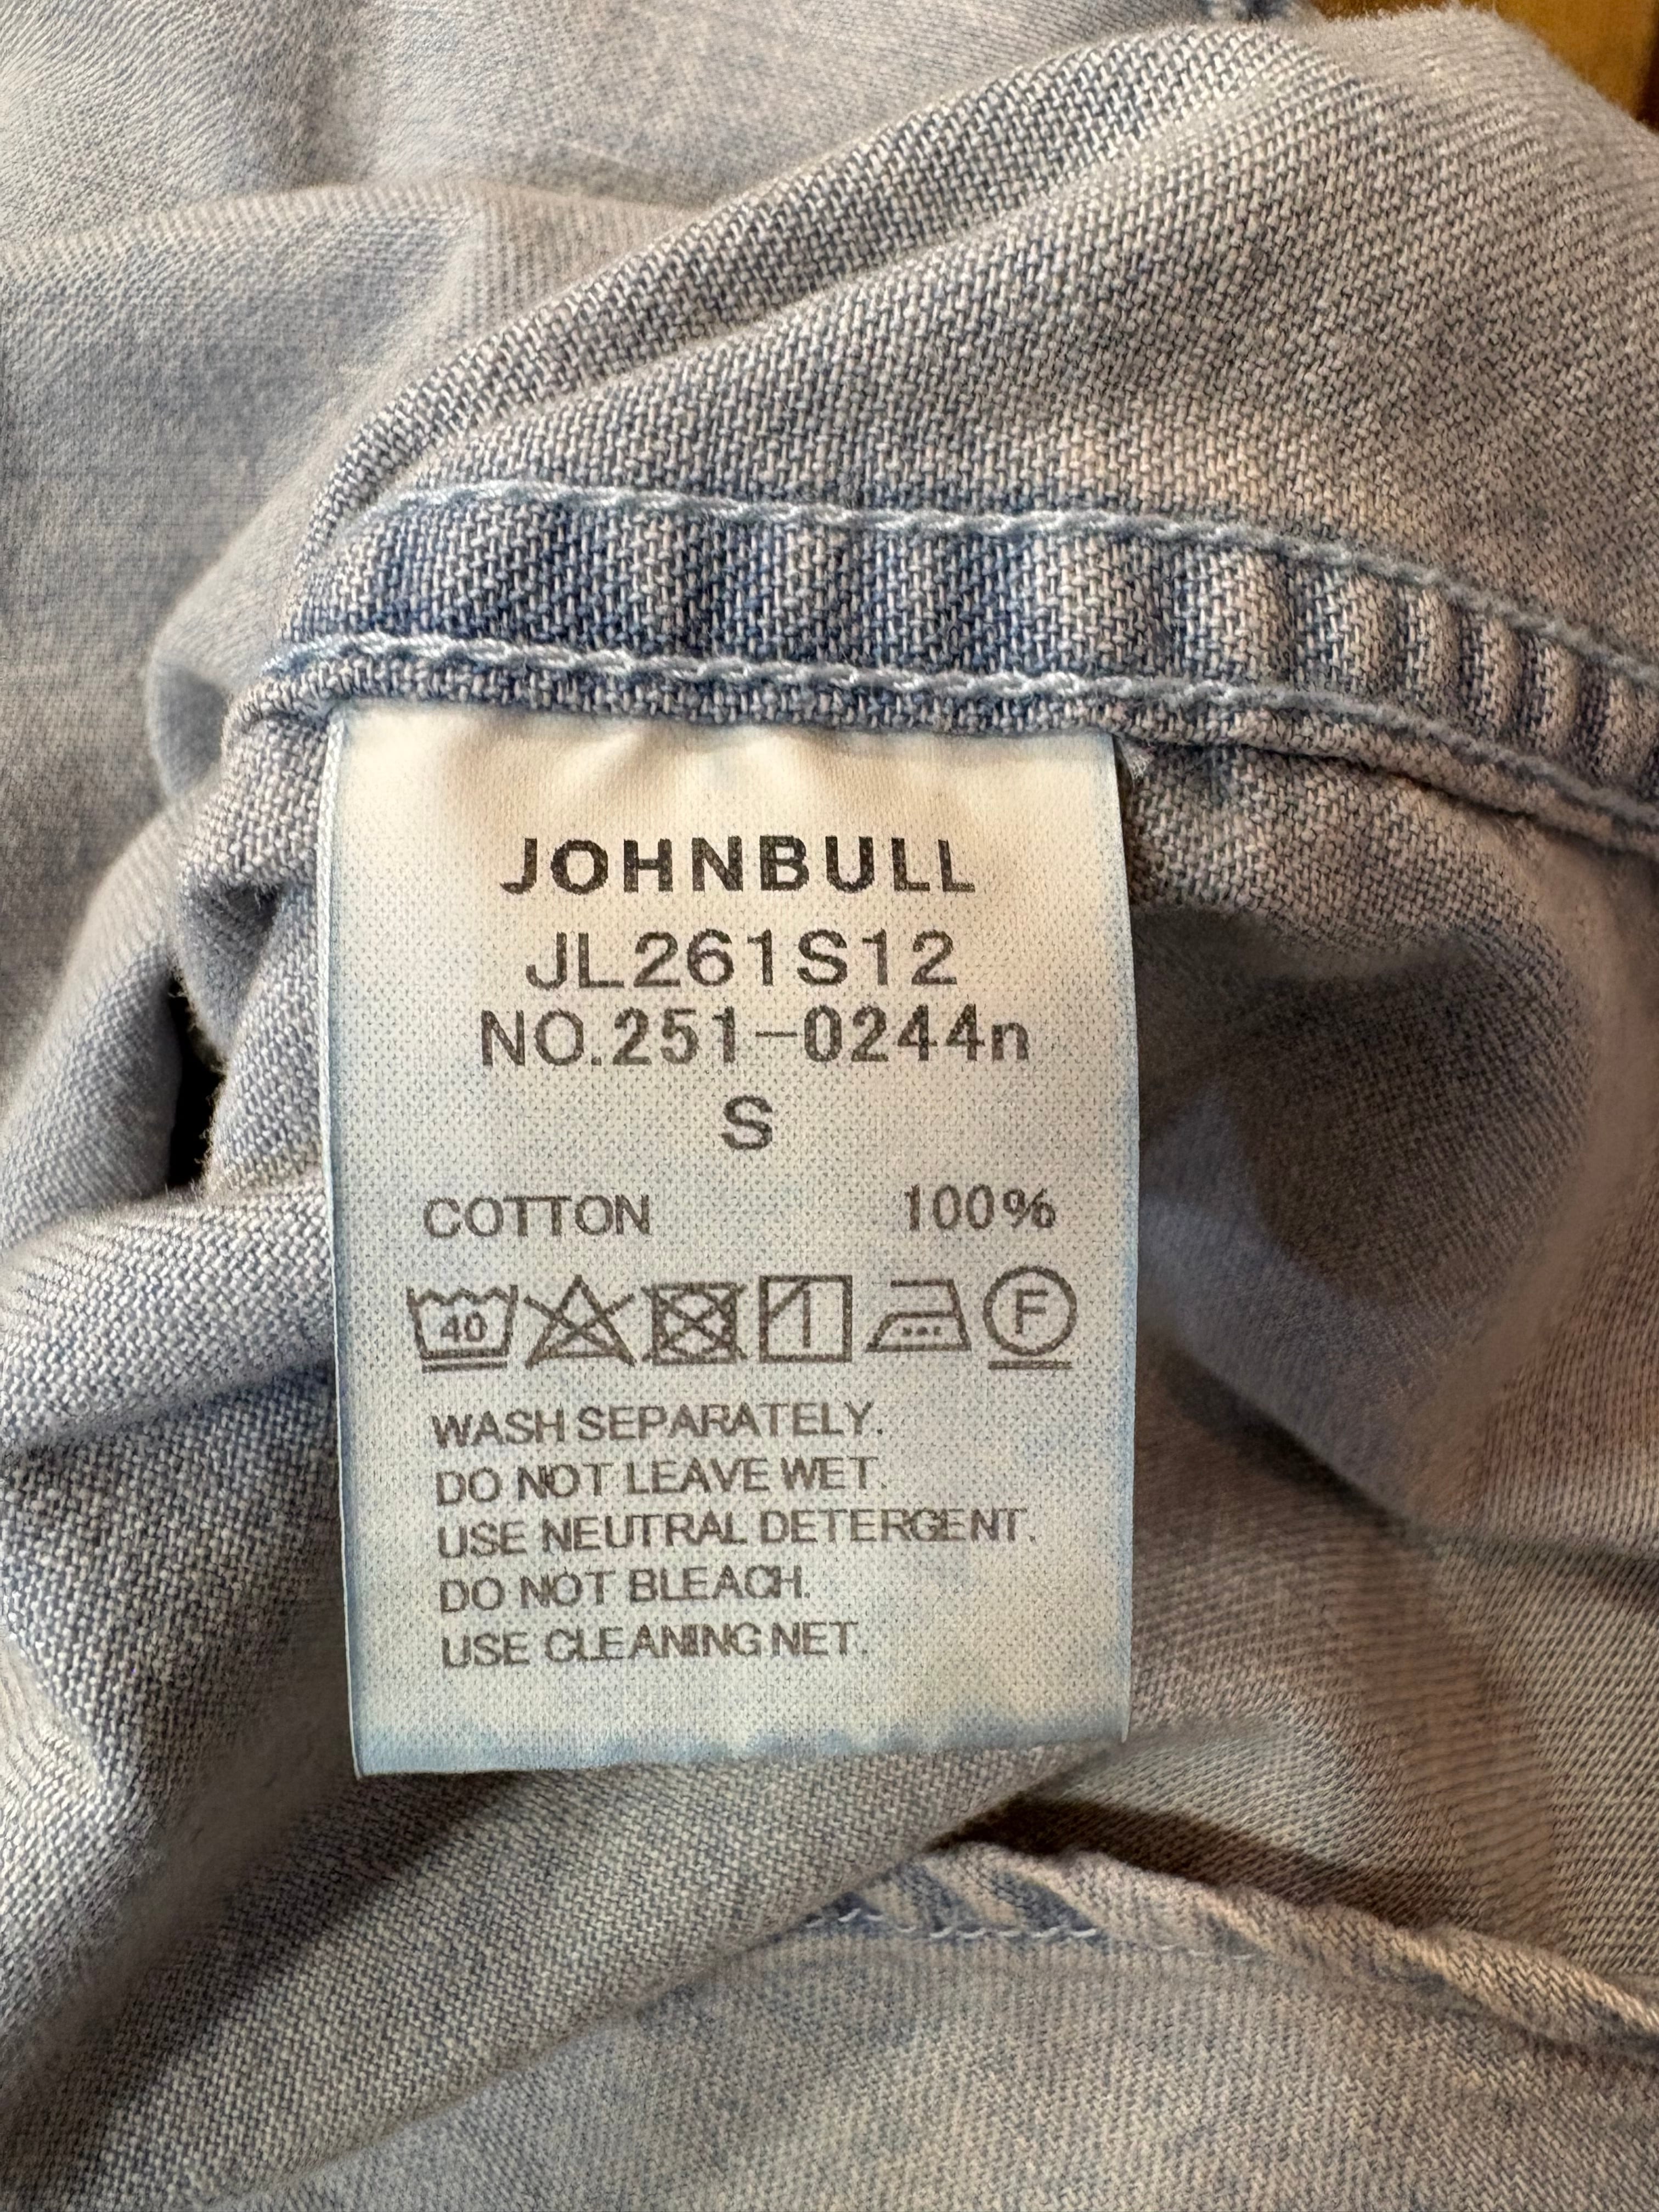 JOHNBULL
JL261S12
NO.251-0244n
S
COTTON 100%
40 F
WASH SEPARATELY.
DO NOT LEAVE WET.
USE NEUTRAL DETERGENT.
DO NOT BLEACH.
USE CLEANING NET.